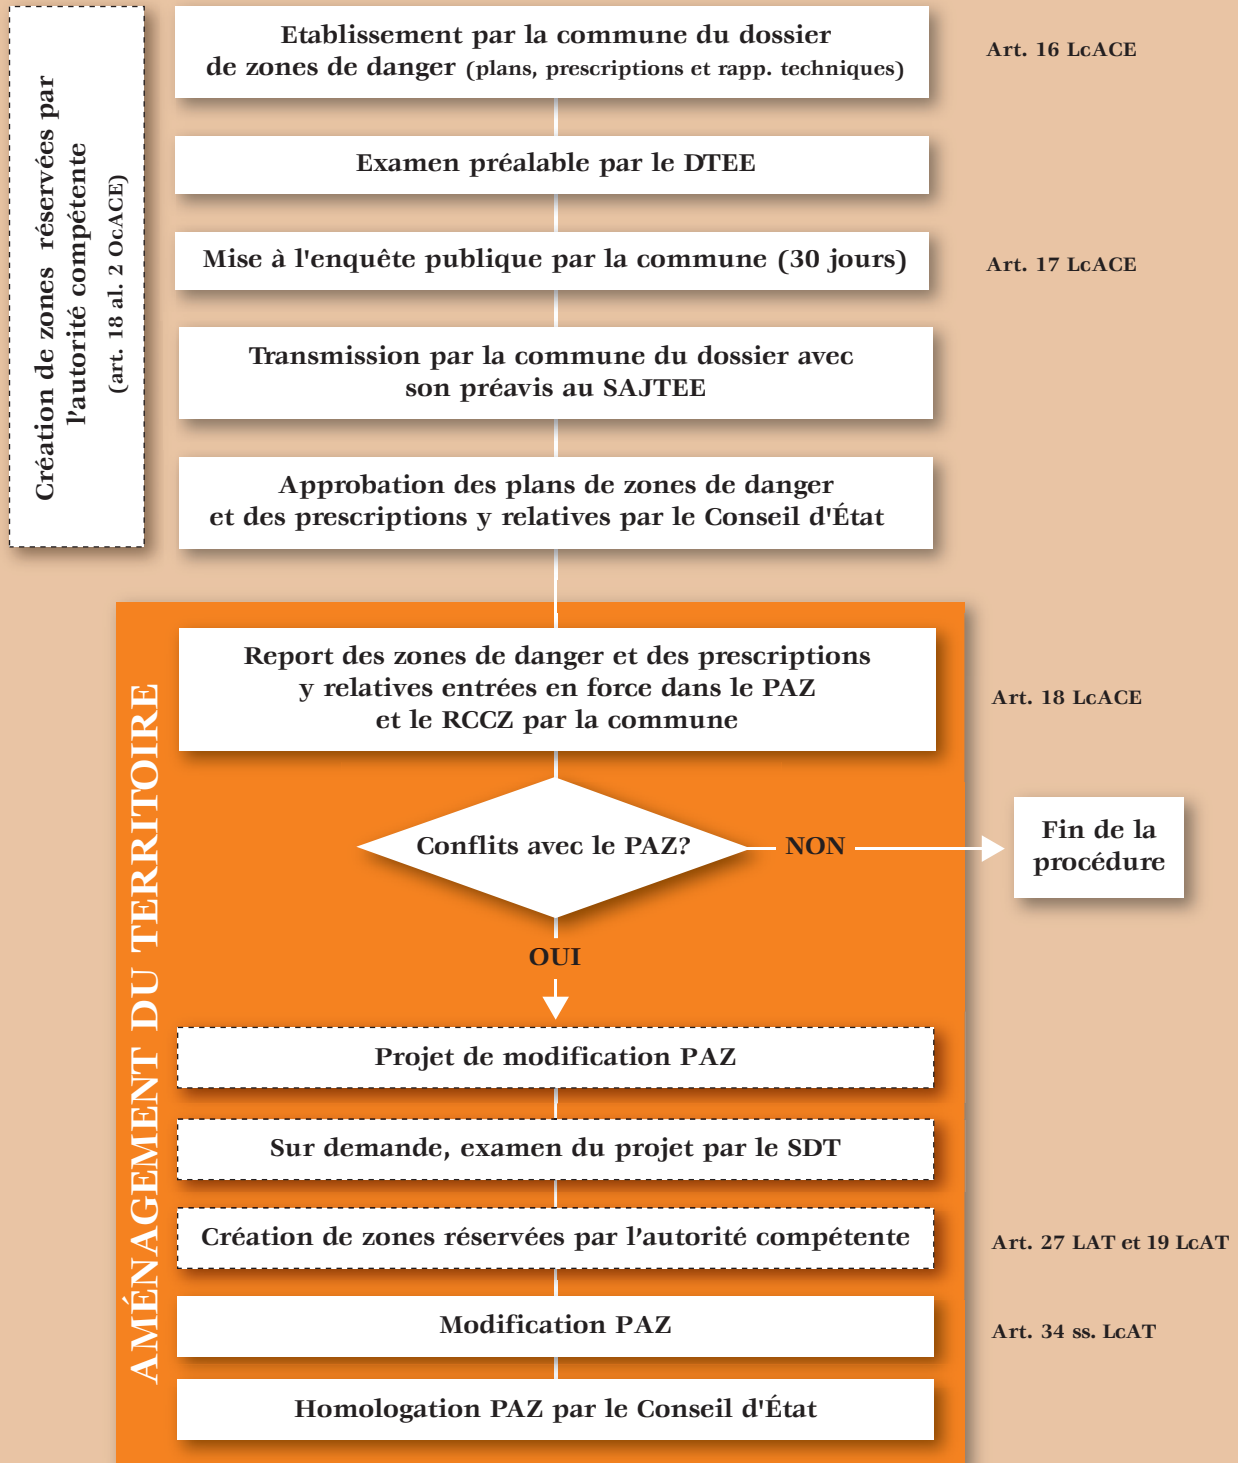 Création de zones réservées par
l'autorité compétente
(art. 18 al. 2 OcACE)
Etablissement par la commune du dossier
de zones de danger (plans, prescriptions et rapp. techniques)
Art. 16 LcACE
Examen préalable par le DTEE
Mise à l'enquête publique par la commune (30 jours)
Art. 17 LcACE
Transmission par la commune du dossier avec
son préavis au SAJTEE
Approbation des plans de zones de danger
et des prescriptions y relatives par le Conseil d'État
AMÉNAGEMENT DU TERRITOIRE
Report des zones de danger et des prescriptions
y relatives entrées en force dans le PAZ
et le RCCZ par la commune
Art. 18 LcACE
Conflits avec le PAZ?
NON
Fin de la
procédure
OUI
Projet de modification PAZ
Sur demande, examen du projet par le SDT
Création de zones réservées par l'autorité compétente
Art. 27 LAT et 19 LcAT
Modification PAZ
Art. 34 ss. LcAT
Homologation PAZ par le Conseil d'État